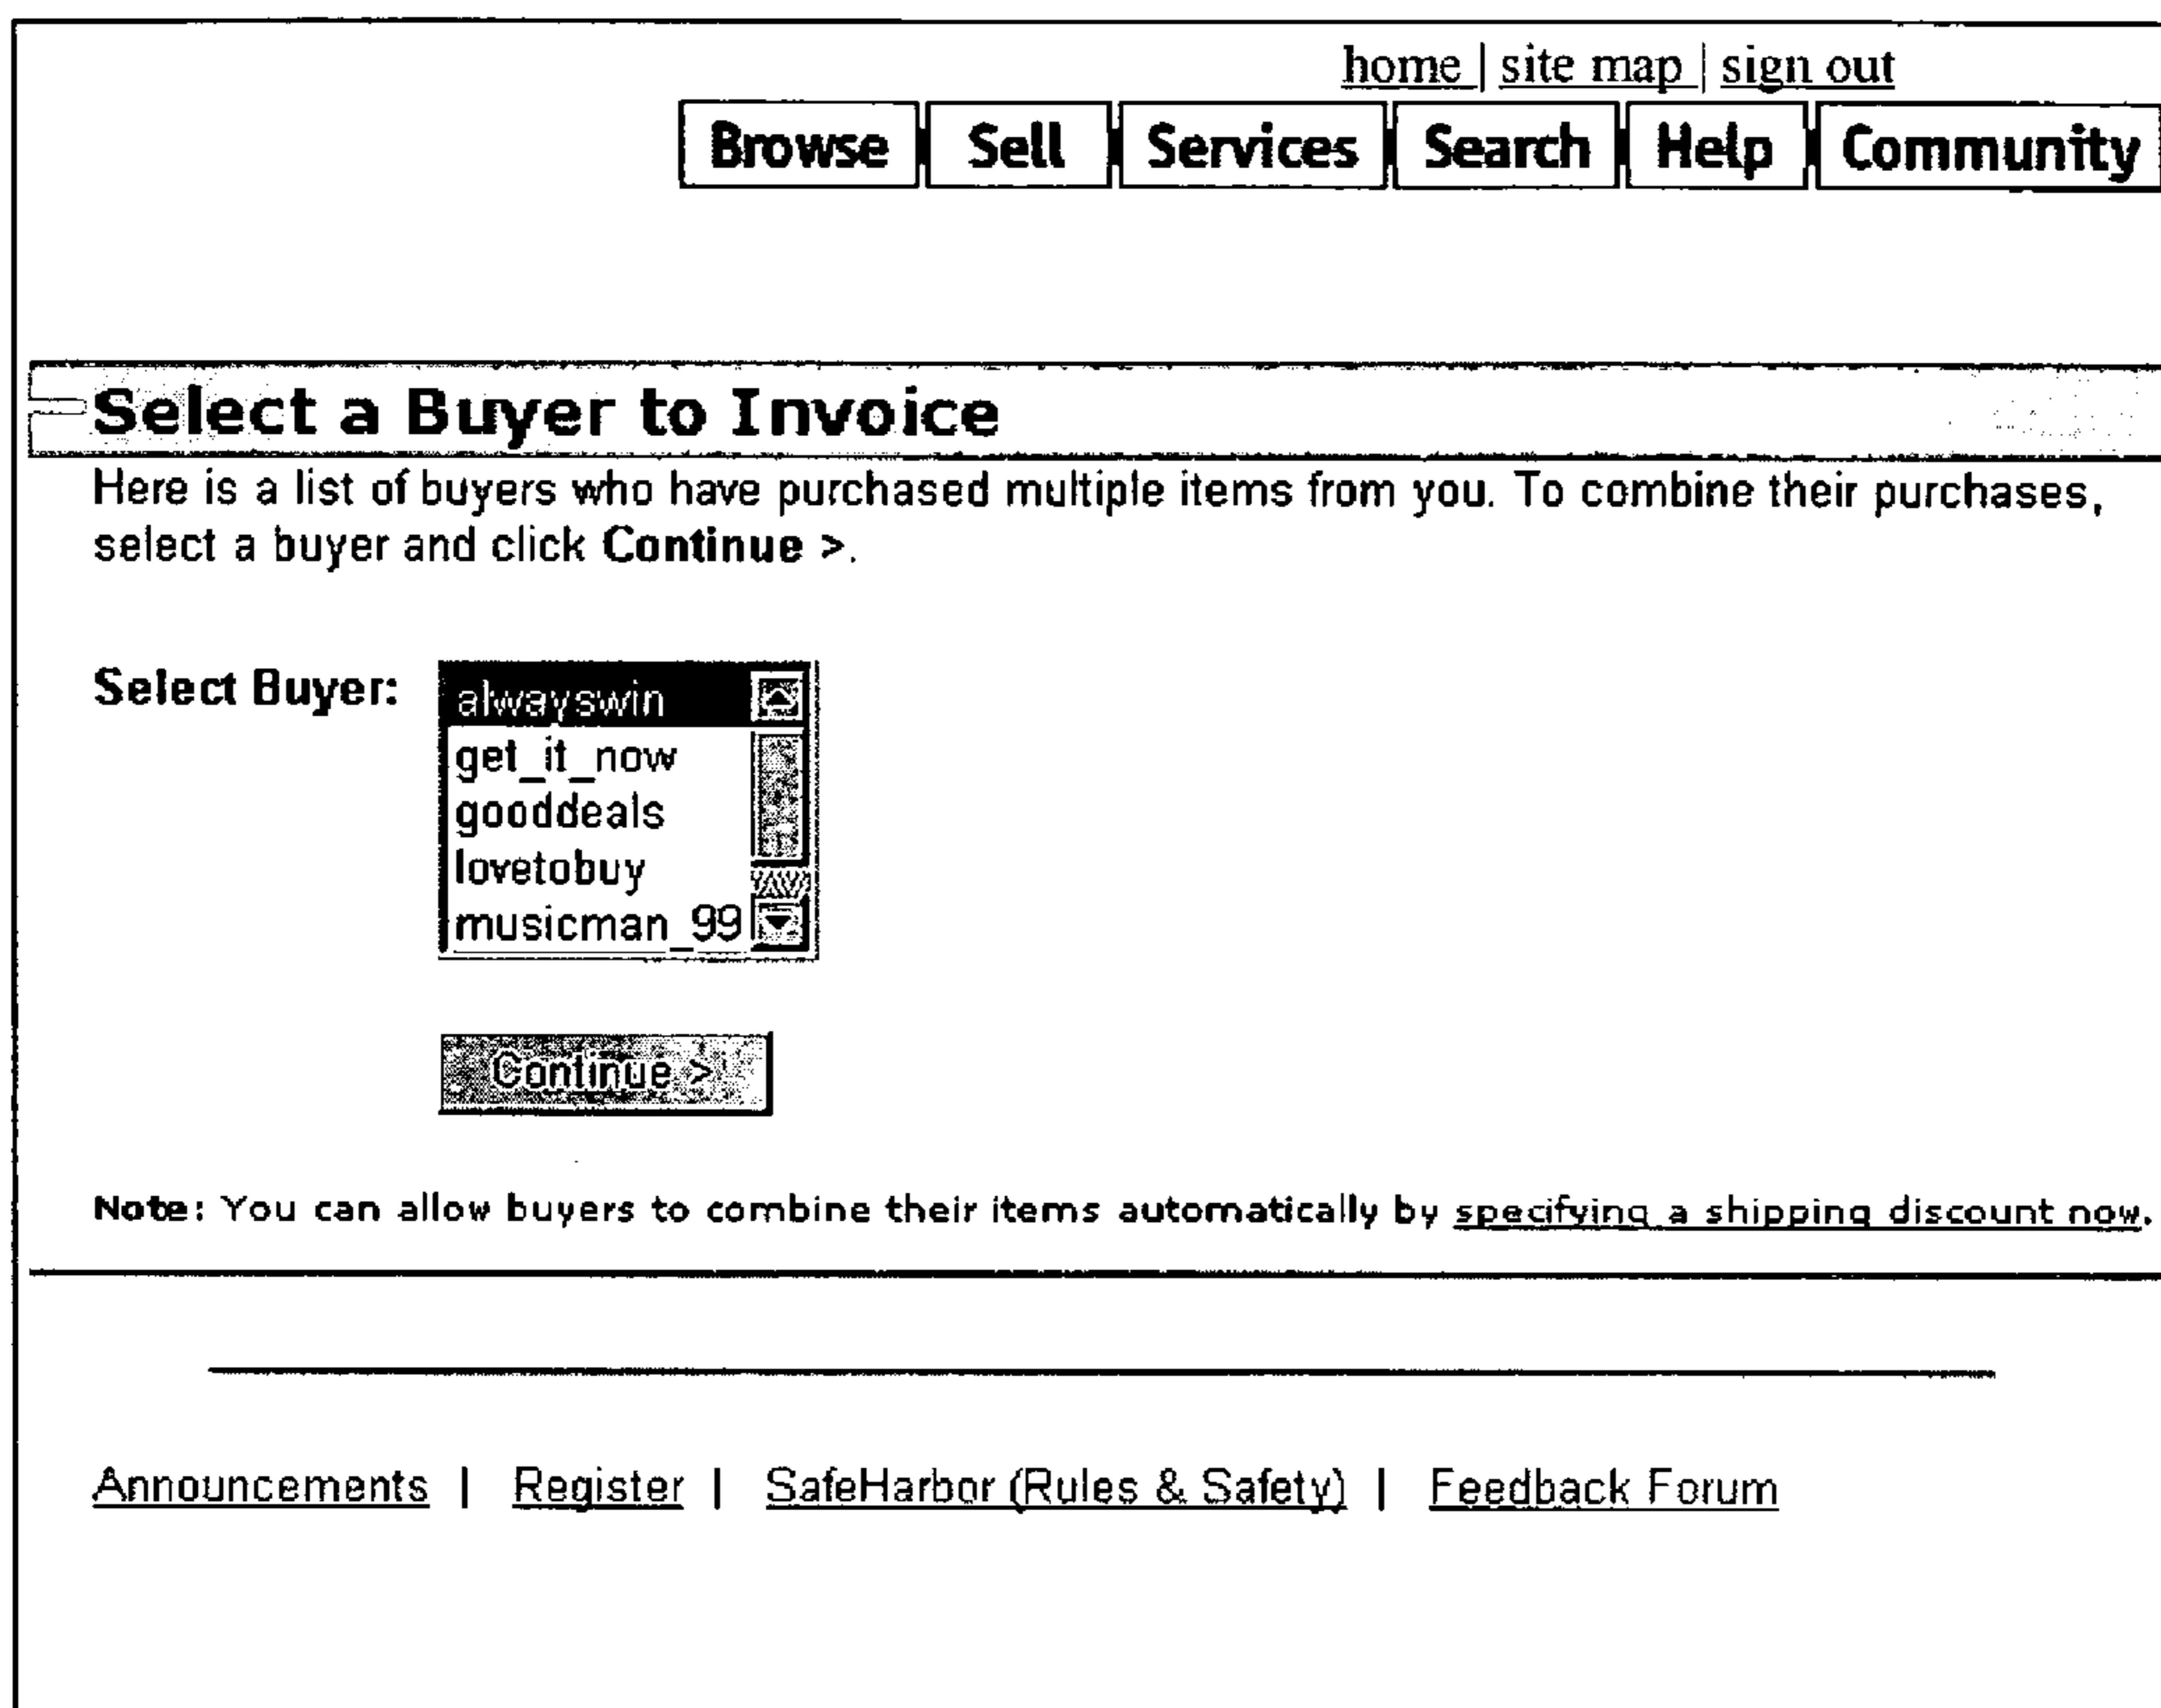 home | site map | sign out
Browse Sell Services Search Help Community
Select a Buyer to Invoice
Here is a list of buyers who have purchased multiple items from you. To combine their purchases,
select a buyer and click Continue >.
Select Buyer:
alwayswin
get_it_now
gooddeals
lovetobuy
musicman_99
Continue >
Note: You can allow buyers to combine their items automatically by specifying a shipping discount now.
Announcements | Register | SafeHarbor (Rules & Safety) | Feedback Forum